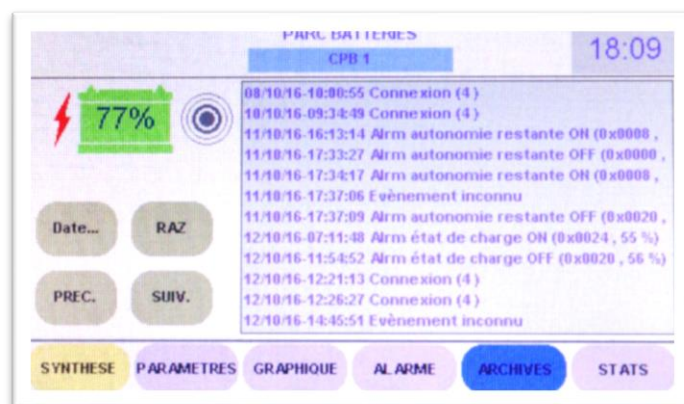 PARC BATTERIES
CPB 1
18:09
77%
08/10/16-10:00:55 Connexion (4)
10/10/16-09:34:49 Connexion (4)
11/10/16-16:13:14 Alrm autonomie restante ON (0x0008 ,
11/10/16-17:33:27 Alrm autonomie restante OFF (0x0000 ,
11/10/16-17:34:17 Alrm autonomie restante ON (0x0008 ,
11/10/16-17:37:06 Evènement inconnu
11/10/16-17:37:09 Alrm autonomie restante OFF (0x0020 ,
12/10/16-07:11:48 Alrm état de charge ON (0x0024 , 55 %)
12/10/16-11:54:52 Alrm état de charge OFF (0x0020 , 56 %)
12/10/16-12:21:13 Connexion (4)
12/10/16-12:26:27 Connexion (4)
12/10/16-14:45:51 Evènement inconnu
Date... RAZ
PREC. SUIV.
SYNTHESE PARAMETRES GRAPHIQUE ALARME ARCHIVES STATS